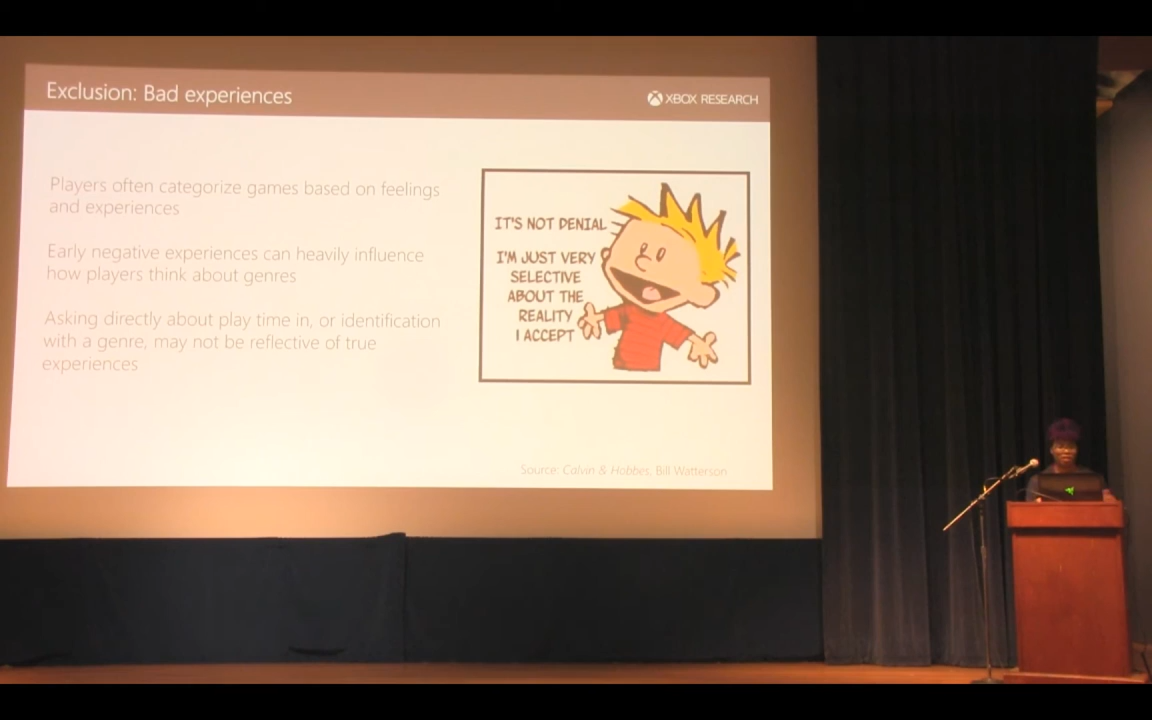 Exclusion: Bad experiences
XBOX RESEARCH
Players often categorize games based on feelings
and experiences
Early negative experiences can heavily influence
how players think about genres
Asking directly about play time in, or identification
with a genre, may not be reflective of true
experiences
IT'S NOT DENIAL
I'M JUST VERY
SELECTIVE
ABOUT THE
REALITY
I ACCEPT
Source: Calvin & Hobbes, Bill Watterson